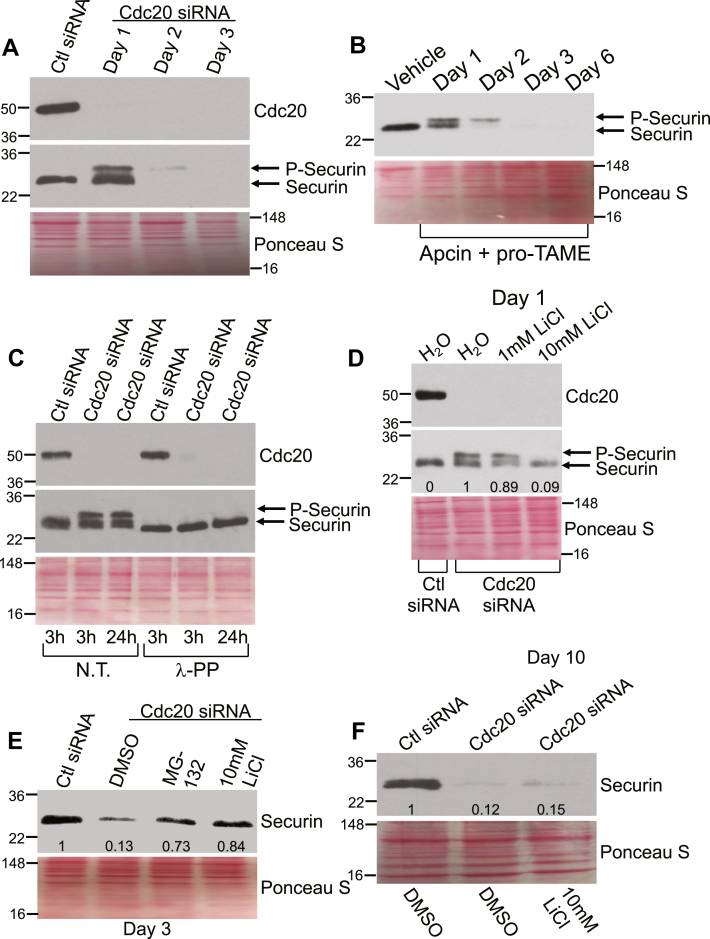 A
Ctl siRNA
Cdc20 siRNA
Day 1
Day 2
Day 3
50
36
Cdc20
36
22
P-Securin
Securin
148
16
Ponceau S
B
Vehicle
Day 1
Day 2
Day 3
Day 6
36
22
P-Securin
Securin
148
16
Ponceau S
Apcin + pro-TAME
C
Ctl siRNA
Cdc20 siRNA
Cdc20 siRNA
Ctl siRNA
Cdc20 siRNA
Cdc20 siRNA
50
36
Cdc20
36
22
P-Securin
Securin
148
16
Ponceau S
3h 3h 24h 3h 3h 24h
N.T. λ-PP
D
Day 1
H₂O
H₂O
1mM LiCl
10mM LiCl
50
36
Cdc20
36
22
P-Securin
Securin
0 1 0.89 0.09
148
16
Ponceau S
Ctl siRNA
Cdc20 siRNA
E
Ctl siRNA
Cdc20 siRNA
DMSO
MG-132
10mM LiCl
36
22
Securin
1 0.13 0.73 0.84
148
16
Ponceau S
Day 3
F
Day 10
Ctl siRNA
Cdc20 siRNA
Cdc20 siRNA
36
22
Securin
1 0.12 0.15
148
16
Ponceau S
DMSO
DMSO
10mM LiCl